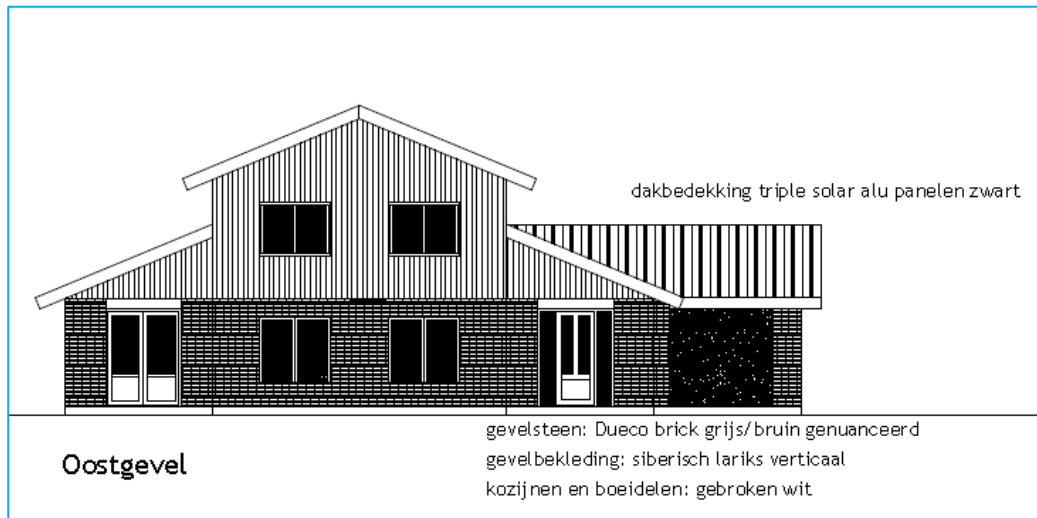 dakbedekking triple solar alu panelen zwart
gevelsteen: Dueco brick grijs/bruin genuanceerd
Oostgevel
gevelbekleding: siberisch lariks verticaal
kozijnen en boeidelen: gebroken wit